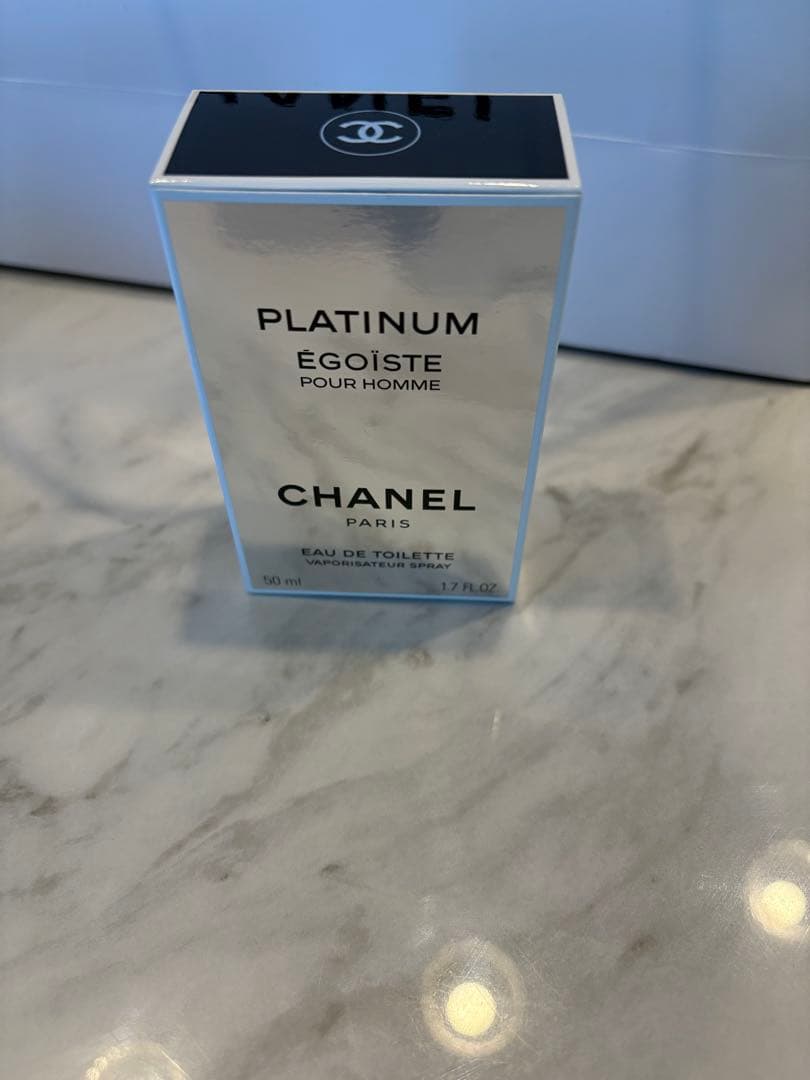 PLATINUM
ÉGOÏSTE
POUR HOMME
CHANEL
PARIS
EAU DE TOILETTE
VAPORISATEUR SPRAY
50 ml 1.7 FL.OZ